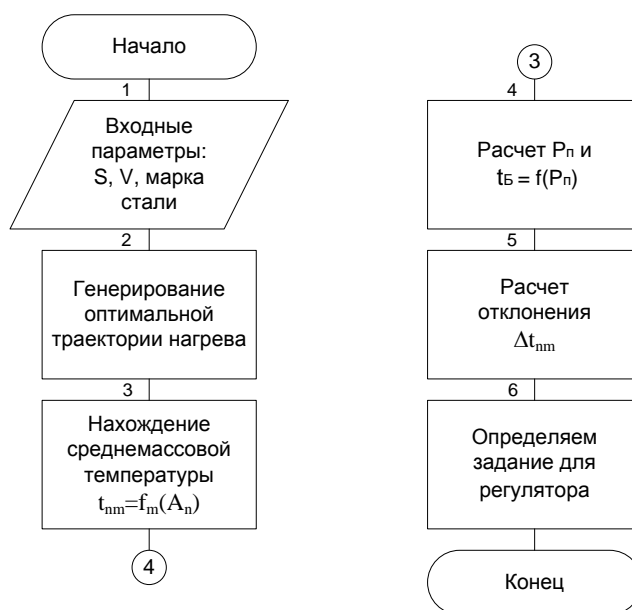 Начало
1
Входные
параметры:
S, V, марка
стали
2
Генерирование
оптимальной
траектории нагрева
3
Нахождение
среднемассовой
температуры
tnm=fm(An)
4
3
4
Расчет Pп и
tБ = f(Pп)
5
Расчет
отклонения
Δtnm
6
Определяем
задание для
регулятора
Конец